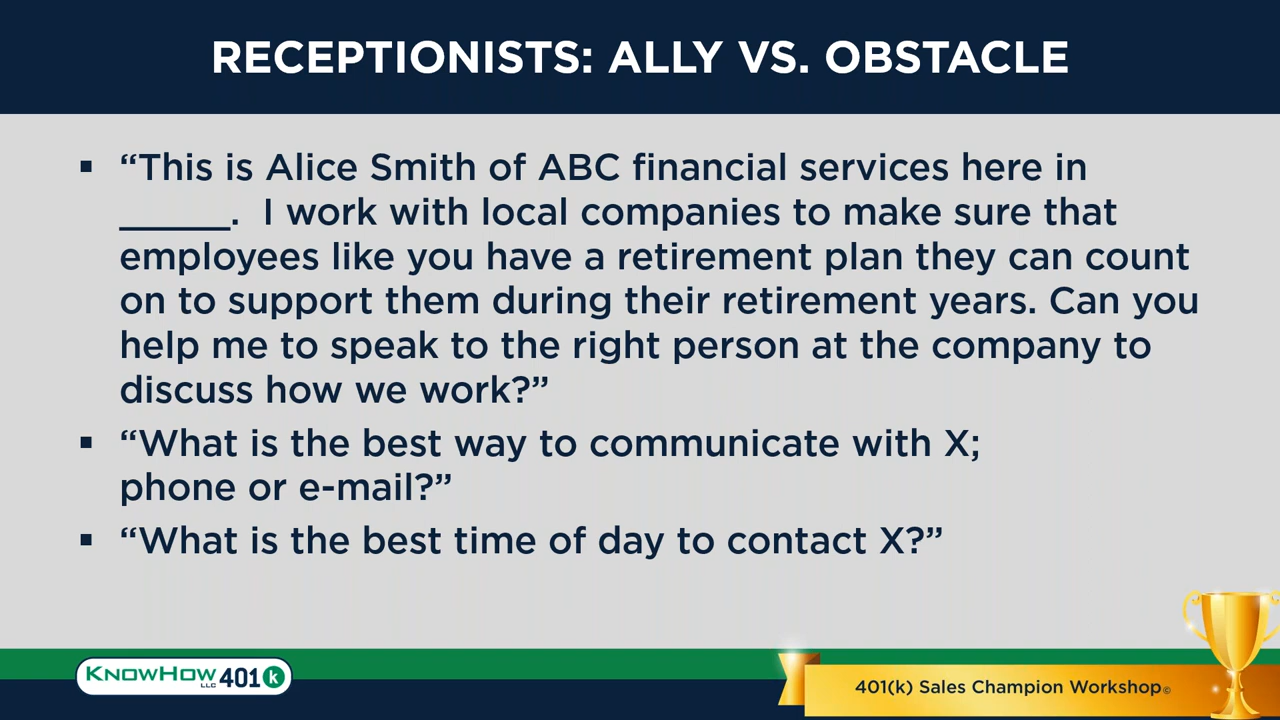 RECEPTIONISTS: ALLY VS. OBSTACLE
▪ “This is Alice Smith of ABC financial services here in
_____.  I work with local companies to make sure that
employees like you have a retirement plan they can count
on to support them during their retirement years. Can you
help me to speak to the right person at the company to
discuss how we work?”
▪ “What is the best way to communicate with X;
phone or e-mail?”
▪ “What is the best time of day to contact X?”
KNOWHOW LLC 401 k
401(k) Sales Champion Workshop©